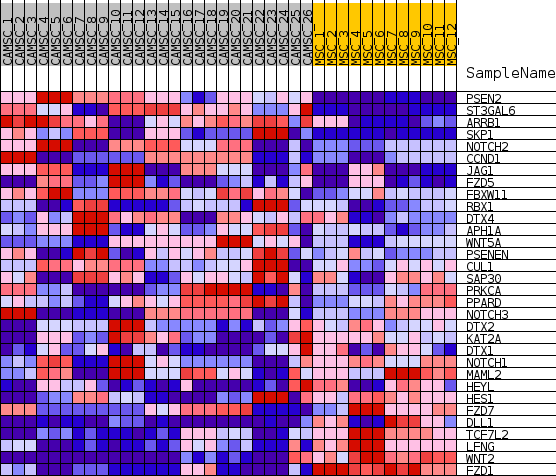 CAMSC_1
CAMSC_2
CAMSC_3
CAMSC_4
CAMSC_5
CAMSC_6
CAMSC_7
CAMSC_8
CAMSC_9
CAMSC_10
CAMSC_11
CAMSC_12
CAMSC_13
CAMSC_14
CAMSC_15
CAMSC_16
CAMSC_17
CAMSC_18
CAMSC_19
CAMSC_20
CAMSC_21
CAMSC_22
CAMSC_23
CAMSC_24
CAMSC_25
CAMSC_26
MSC_1
MSC_2
MSC_3
MSC_4
MSC_5
MSC_6
MSC_7
MSC_8
MSC_9
MSC_10
MSC_11
MSC_12
SampleName
PSEN2
ST3GAL6
ARRB1
SKP1
NOTCH2
CCND1
JAG1
FZD5
FBXW11
RBX1
DTX4
APH1A
WNT5A
PSENEN
CUL1
SAP30
PRKCA
PPARD
NOTCH3
DTX2
KAT2A
DTX1
NOTCH1
MAML2
HEYL
HES1
FZD7
DLL1
TCF7L2
LFNG
WNT2
FZD1